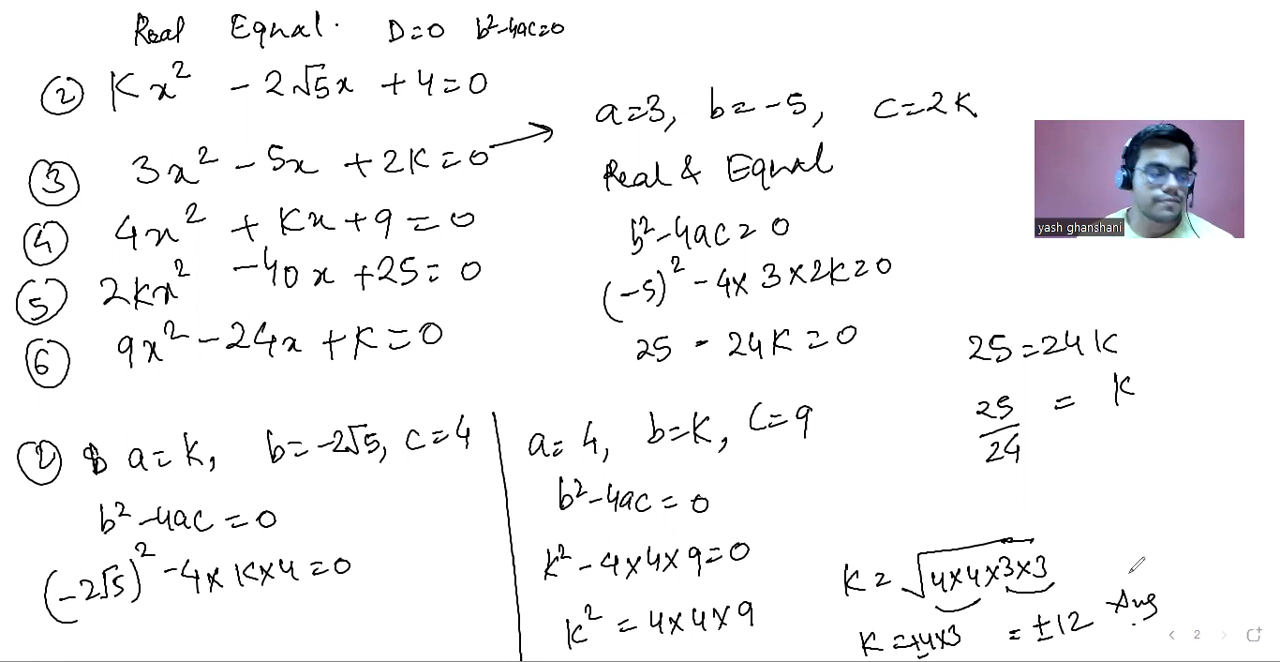 Real Equal. D=0 b²-4ac=0
② Kx² - 2√5x + 4=0
③ 3x² - 5x + 2K=0
④ 4x² + Kx + 9 = 0
⑤ 2Kx² - 40x + 25 = 0
⑥ 9x² - 24x + K = 0
a=3, b=-5, c=2K
Real & Equal
b²-4ac=0
(-5)² - 4×3×2K=0
25 - 24K=0
25=24K
25/24 = K
② a=K, b=-2√5, c=4
b²-4ac=0
(-2√5)² - 4×K×4=0
a=4, b=K, C=9
b²-4ac=0
K² - 4×4×9=0
K² = 4×4×9
K = √4×4×3×3
K=±4×3 = ±12 Ans
yash ghanshani
< 2 >